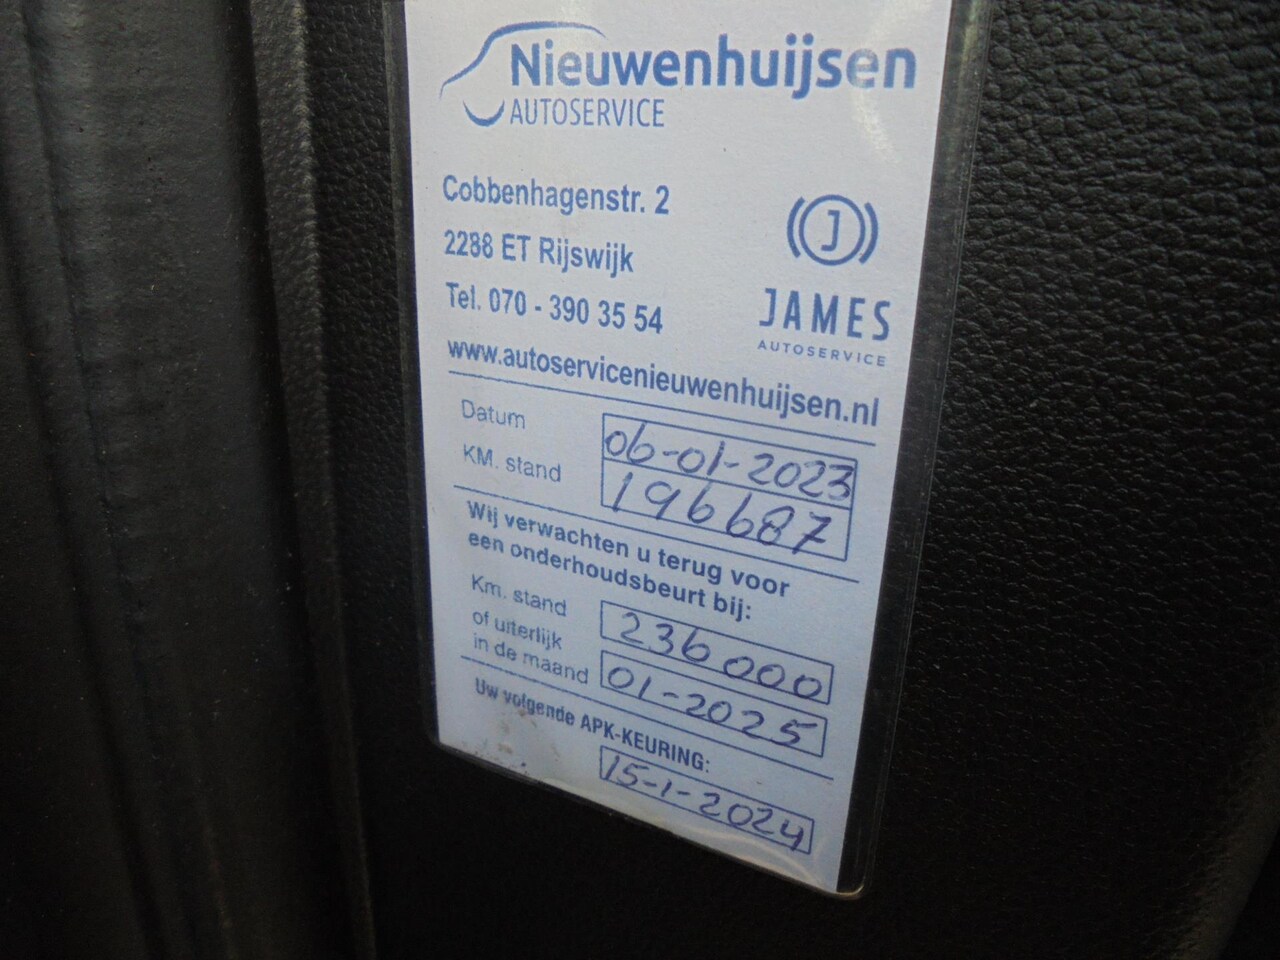 Nieuwenhuijsen
AUTOSERVICE
Cobbenhagenstr. 2
2288 ET Rijswijk
Tel. 070 - 390 35 54
J
JAMES
AUTOSERVICE
www.autoservicenieuwenhuijsen.nl
Datum 06-01-2023
KM. stand 196687
Wij verwachten u terug voor
een onderhoudsbeurt bij:
Km. stand 236000
of uiterlijk
in de maand 01-2025
Uw volgende APK-KEURING:
15-1-2024